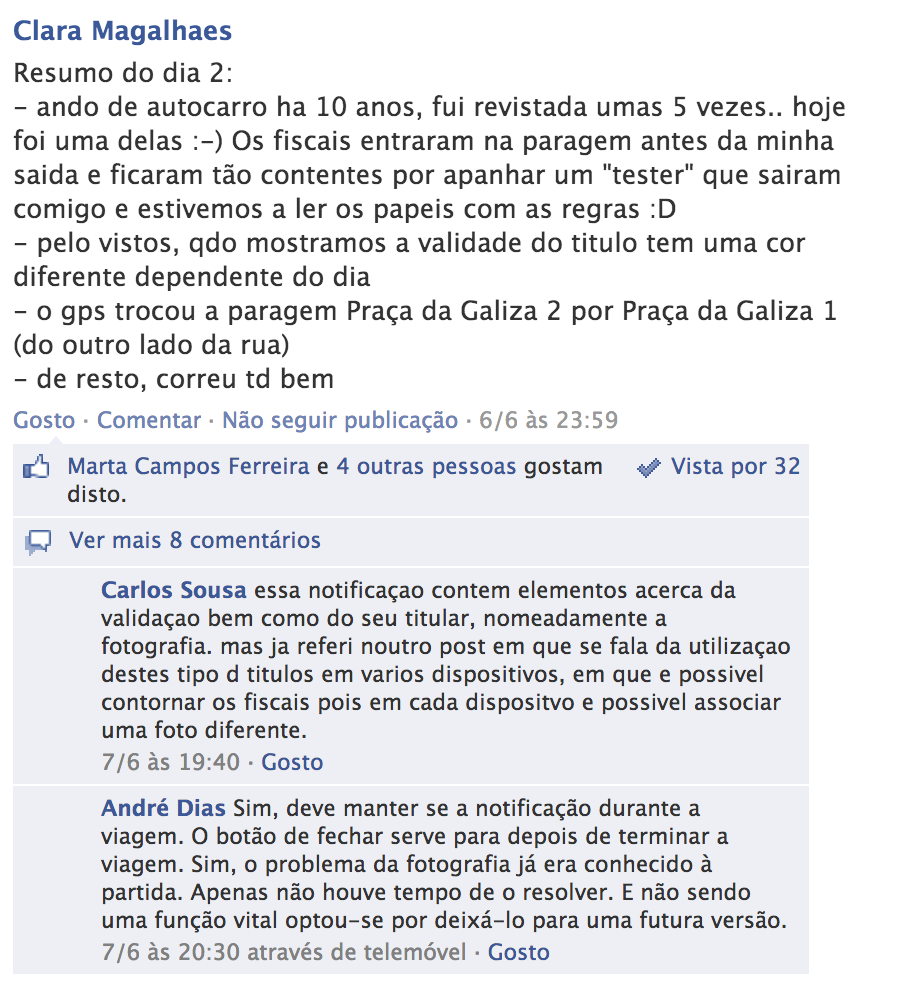 Clara Magalhaes
Resumo do dia 2:
– ando de autocarro ha 10 anos, fui revistada umas 5 vezes.. hoje
foi uma delas :-) Os fiscais entraram na paragem antes da minha
saida e ficaram tão contentes por apanhar um "tester" que sairam
comigo e estivemos a ler os papeis com as regras :D
– pelo vistos, qdo mostramos a validade do titulo tem uma cor
diferente dependente do dia
– o gps trocou a paragem Praça da Galiza 2 por Praça da Galiza 1
(do outro lado da rua)
– de resto, correu td bem
Gosto · Comentar · Não seguir publicação · 6/6 às 23:59
Marta Campos Ferreira e 4 outras pessoas gostam
disto.
Vista por 32
Ver mais 8 comentários
Carlos Sousa essa notificaçao contem elementos acerca da
validaçao bem como do seu titular, nomeadamente a
fotografia. mas ja referi noutro post em que se fala da utilizaçao
destes tipo d titulos em varios dispositivos, em que e possivel
contornar os fiscais pois em cada dispositvo e possivel associar
uma foto diferente.
7/6 às 19:40 · Gosto
André Dias Sim, deve manter se a notificação durante a
viagem. O botão de fechar serve para depois de terminar a
viagem. Sim, o problema da fotografia já era conhecido à
partida. Apenas não houve tempo de o resolver. E não sendo
uma função vital optou–se por deixá–lo para uma futura versão.
7/6 às 20:30 através de telemóvel · Gosto